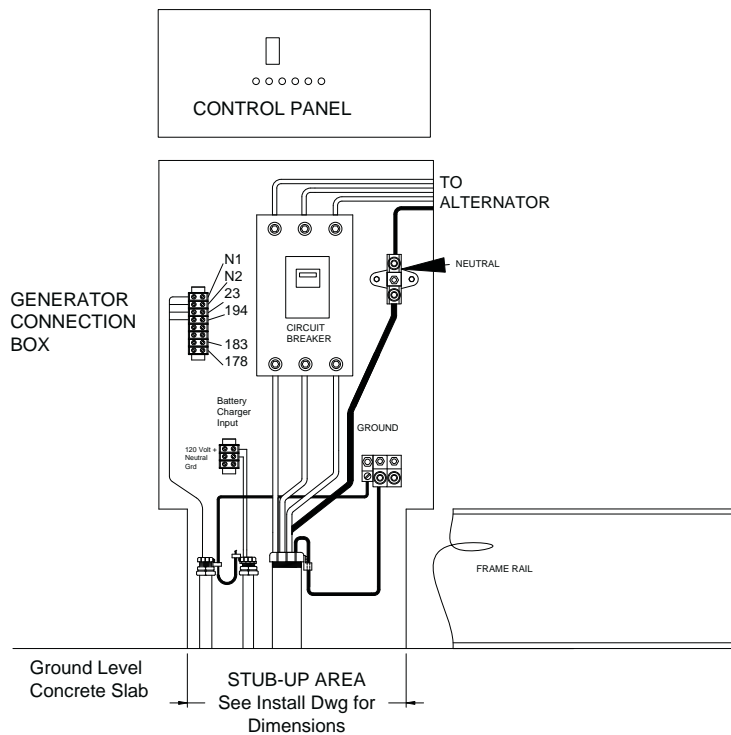 CONTROL PANEL
TO
ALTERNATOR
NEUTRAL
N1
N2
23
194
183
178
GENERATOR
CONNECTION
BOX
CIRCUIT
BREAKER
Battery
Charger
Input
120 Volt +
Neutral
Grd
GROUND
FRAME RAIL
Ground Level
Concrete Slab
STUB-UP AREA
See Install Dwg for
Dimensions